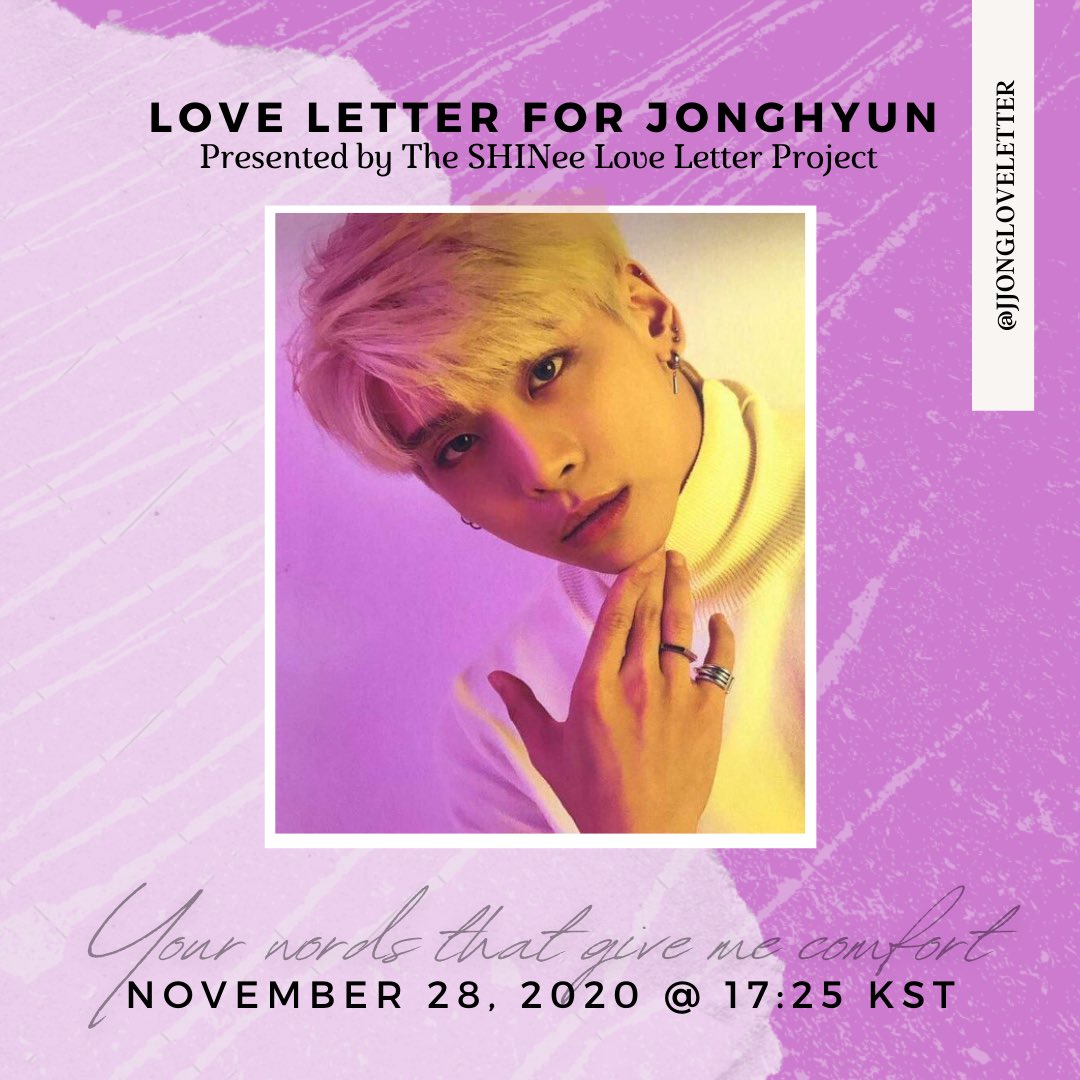 LOVE LETTER FOR JONGHYUN
Presented by The SHINee Love Letter Project
@JJONGLOVELETTER
Your words that give me comfort
NOVEMBER 28, 2020 @ 17:25 KST